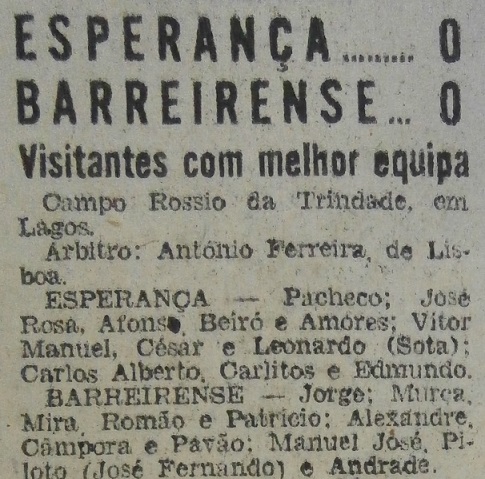 ESPERANÇA......... 0
BARREIRENSE... 0
Visitantes com melhor equipa
Campo Rossio da Trindade, em
Lagos.
Árbitro: António Ferreira, de Lis-
boa.
ESPERANÇA — Pacheco; José
Rosa, Afonso, Beiró e Amores; Vitor
Manuel, César e Leonardo (Sota);
Carlos Alberto, Carlitos e Edmundo.
BARREIRENSE — Jorge; Murça,
Mira, Romão e Patricio; Alexandre,
Câmpora e Pavão; Manuel José, Pi-
loto (José Fernando) e Andrade.